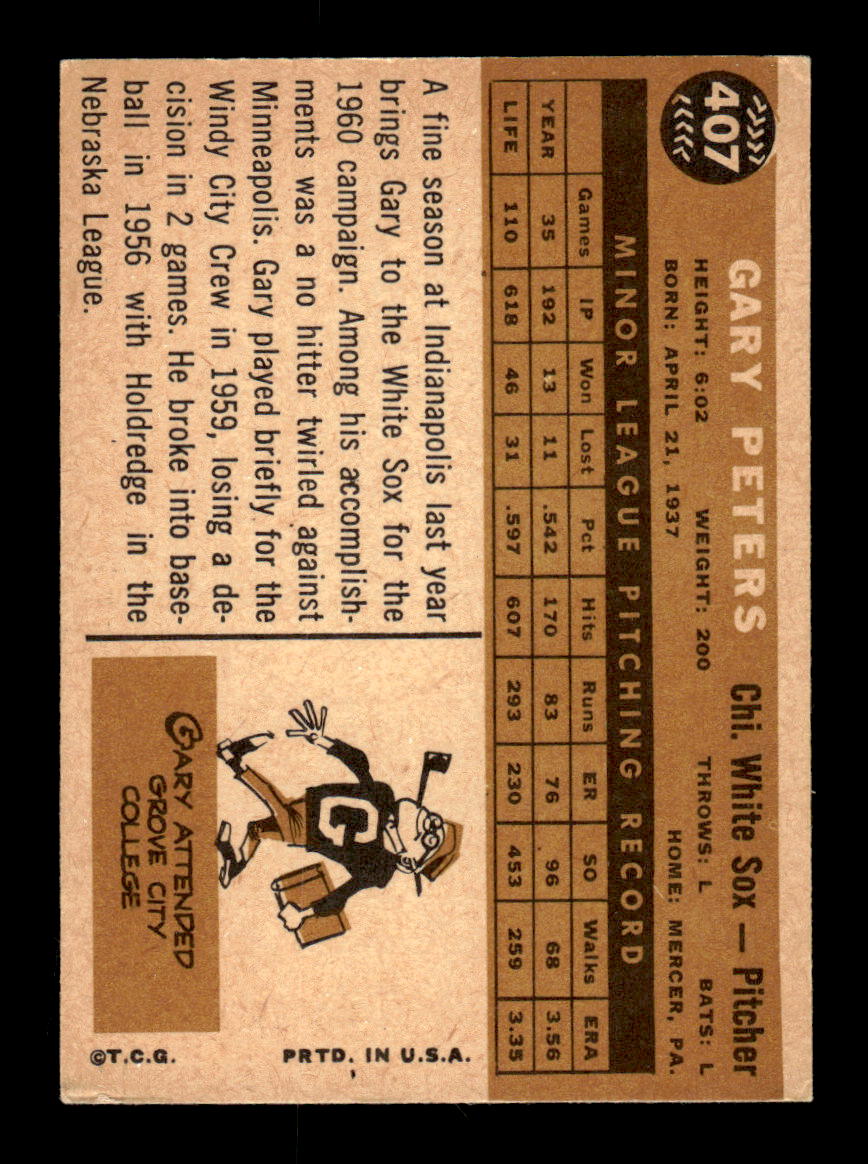 407
GARY PETERS Chi. White Sox — Pitcher
HEIGHT: 6:02 WEIGHT: 200 THROWS: L BATS: L
BORN: APRIL 21, 1937 HOME: MERCER, PA.
MINOR LEAGUE PITCHING RECORD
Games IP Won Lost Pct Hits Runs ER SO Walks ERA
YEAR 35 192 13 11 .542 170 83 76 96 68 3.56
LIFE 110 618 46 31 .597 607 293 230 453 259 3.35
A fine season at Indianapolis last year
brings Gary to the White Sox for the
1960 campaign. Among his accomplish-
ments was a no hitter twirled against
Minneapolis. Gary played briefly for the
Windy City Crew in 1959, losing a de-
cision in 2 games. He broke into base-
ball in 1956 with Holdredge in the
Nebraska League.
G
GARY ATTENDED
GROVE CITY
COLLEGE
PRTD. IN U.S.A.
©T.C.G.